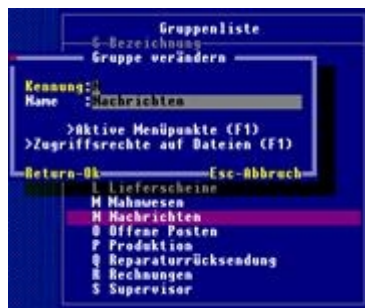 Gruppenliste
G Bezeichnung
Gruppe verändern
Kennung:
Name :Nachrichten
>Aktive Menüpunkte (F1)
>Zugriffsrechte auf Dateien (F1)
Return-Ok Esc-Abbruch
L Lieferscheine
M Mahnwesen
N Nachrichten
O Offene Posten
P Produktion
Q Reparaturrücksendung
R Rechnungen
S Supervisor